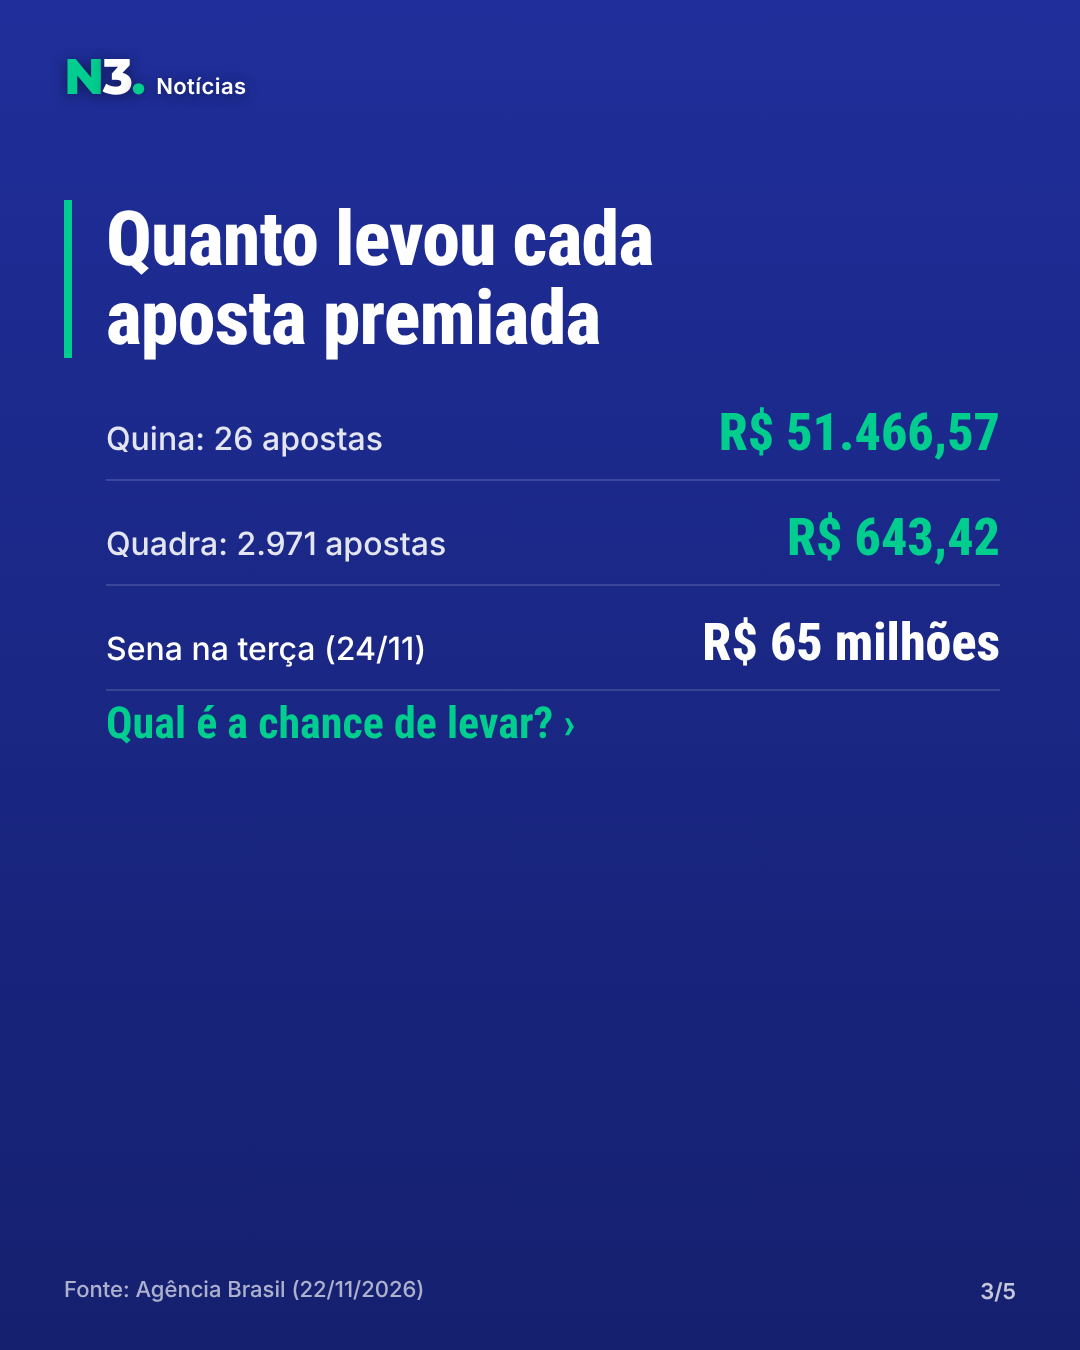 N3. Notícias
Quanto levou cada
aposta premiada
Quina: 26 apostas R$ 51.466,57
Quadra: 2.971 apostas R$ 643,42
Sena na terça (24/11) R$ 65 milhões
Qual é a chance de levar? ›
Fonte: Agência Brasil (22/11/2026) 3/5